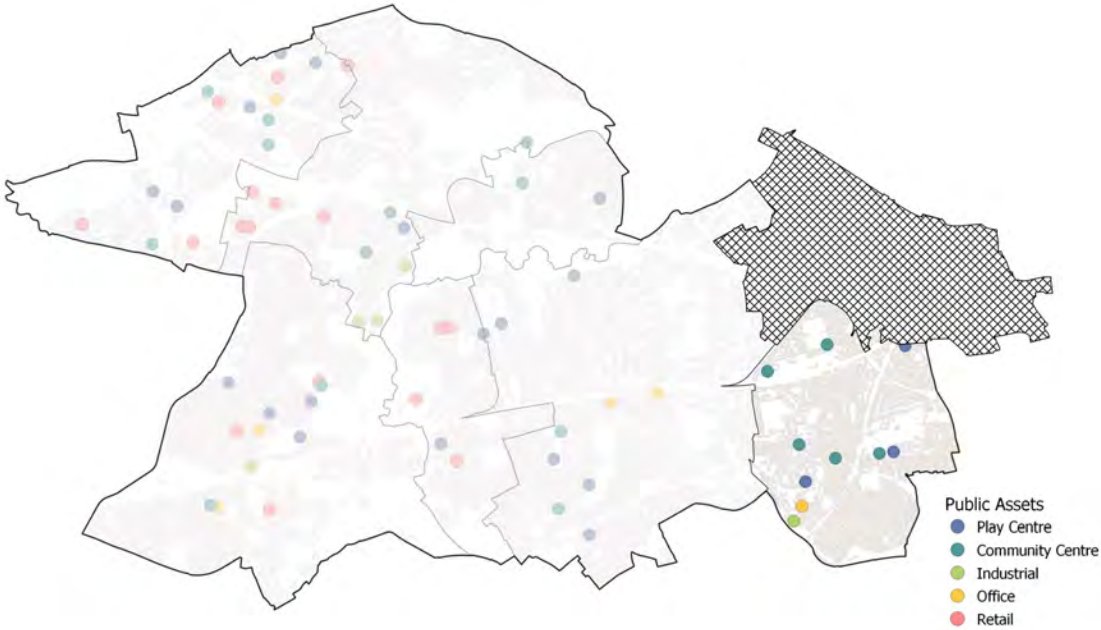 Public Assets
Play Centre
Community Centre
Industrial
Office
Retail